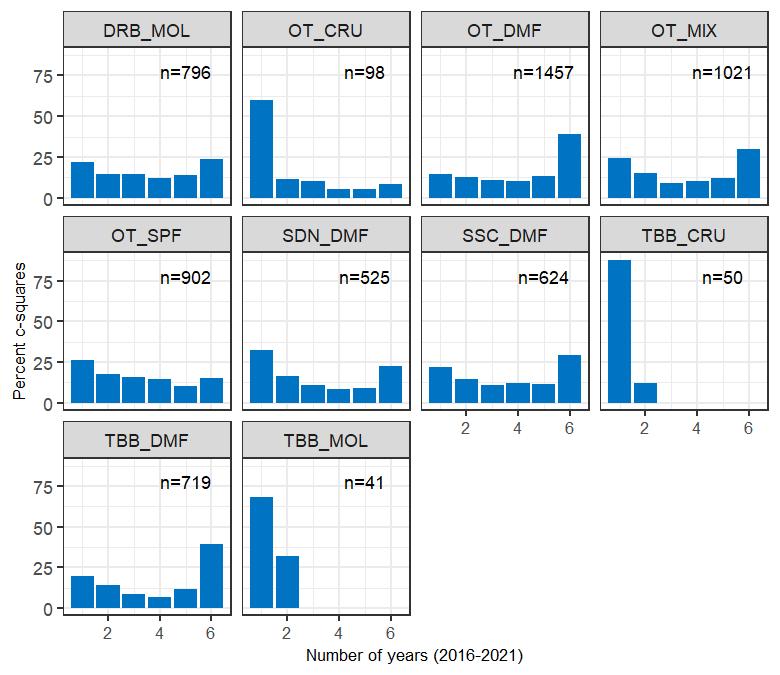 DRB_MOL OT_CRU OT_DMF OT_MIX
n=796 n=98 n=1457 n=1021
75
50
25
0
OT_SPF SDN_DMF SSC_DMF TBB_CRU
n=902 n=525 n=624 n=50
75
50
25
0
2 4 6 2 4 6
Percent c-squares
TBB_DMF TBB_MOL
n=719 n=41
75
50
25
0
2 4 6 2 4 6
Number of years (2016-2021)